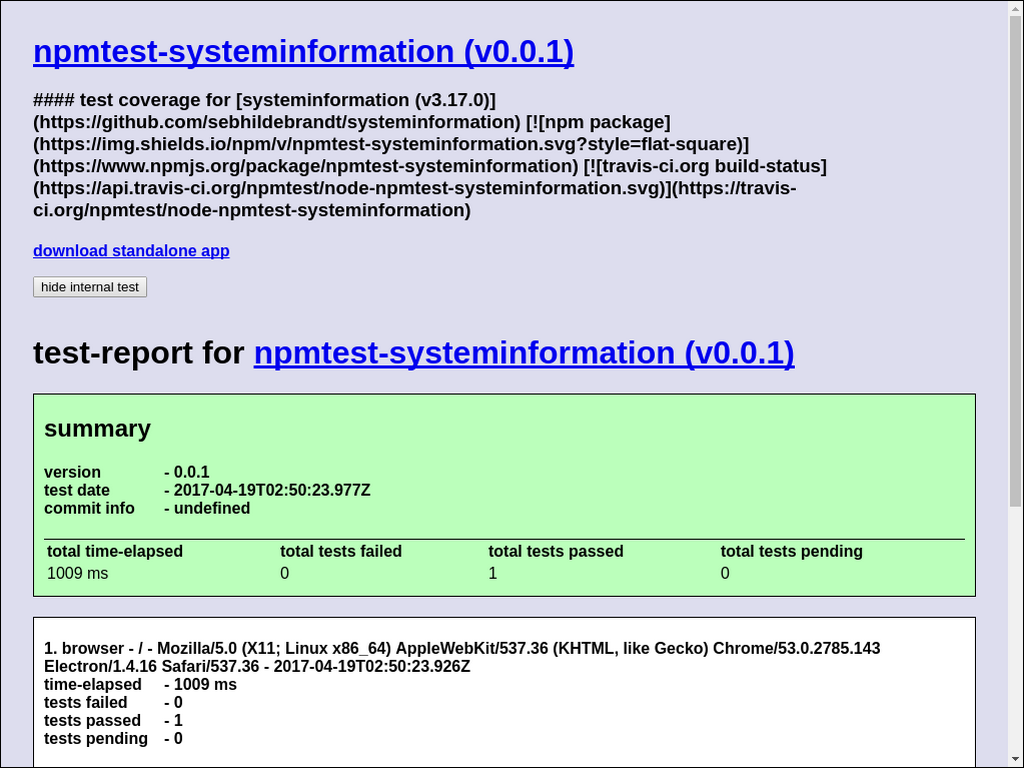 npmtest-systeminformation (v0.0.1)
#### test coverage for [systeminformation (v3.17.0)]
(https://github.com/sebhildebrandt/systeminformation) [![npm package]
(https://img.shields.io/npm/v/npmtest-systeminformation.svg?style=flat-square)]
(https://www.npmjs.org/package/npmtest-systeminformation) [![travis-ci.org build-status]
(https://api.travis-ci.org/npmtest/node-npmtest-systeminformation.svg)](https://travis-
ci.org/npmtest/node-npmtest-systeminformation)
download standalone app
hide internal test
test-report for npmtest-systeminformation (v0.0.1)
summary
version - 0.0.1
test date - 2017-04-19T02:50:23.977Z
commit info - undefined
total time-elapsed total tests failed total tests passed total tests pending
1009 ms 0 1 0
1. browser - / - Mozilla/5.0 (X11; Linux x86_64) AppleWebKit/537.36 (KHTML, like Gecko) Chrome/53.0.2785.143
Electron/1.4.16 Safari/537.36 - 2017-04-19T02:50:23.926Z
time-elapsed - 1009 ms
tests failed - 0
tests passed - 1
tests pending - 0